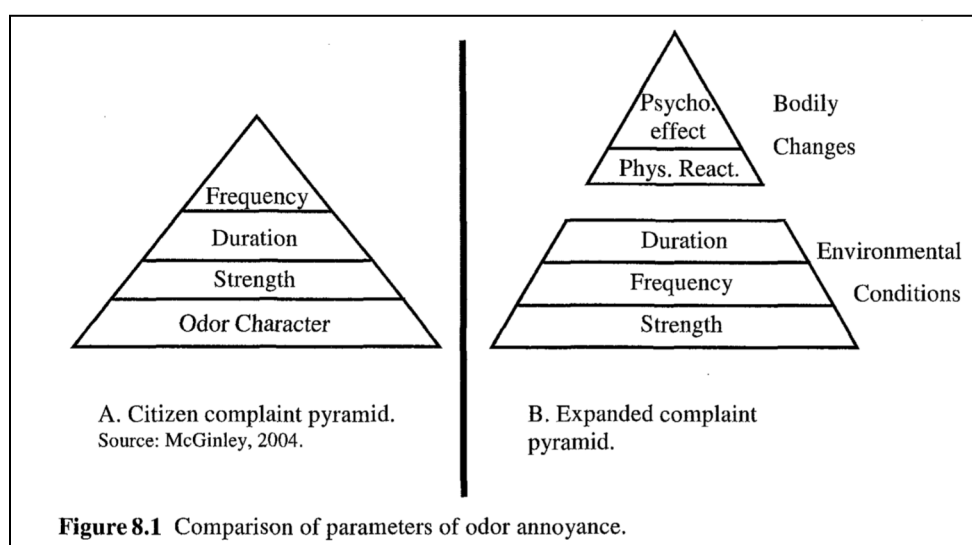 Frequency
Duration
Strength
Odor Character
A. Citizen complaint pyramid.
Source: McGinley, 2004.
Psycho.
effect
Phys. React.
Bodily
Changes
Duration
Frequency
Strength
Environmental
Conditions
B. Expanded complaint
pyramid.
Figure 8.1 Comparison of parameters of odor annoyance.